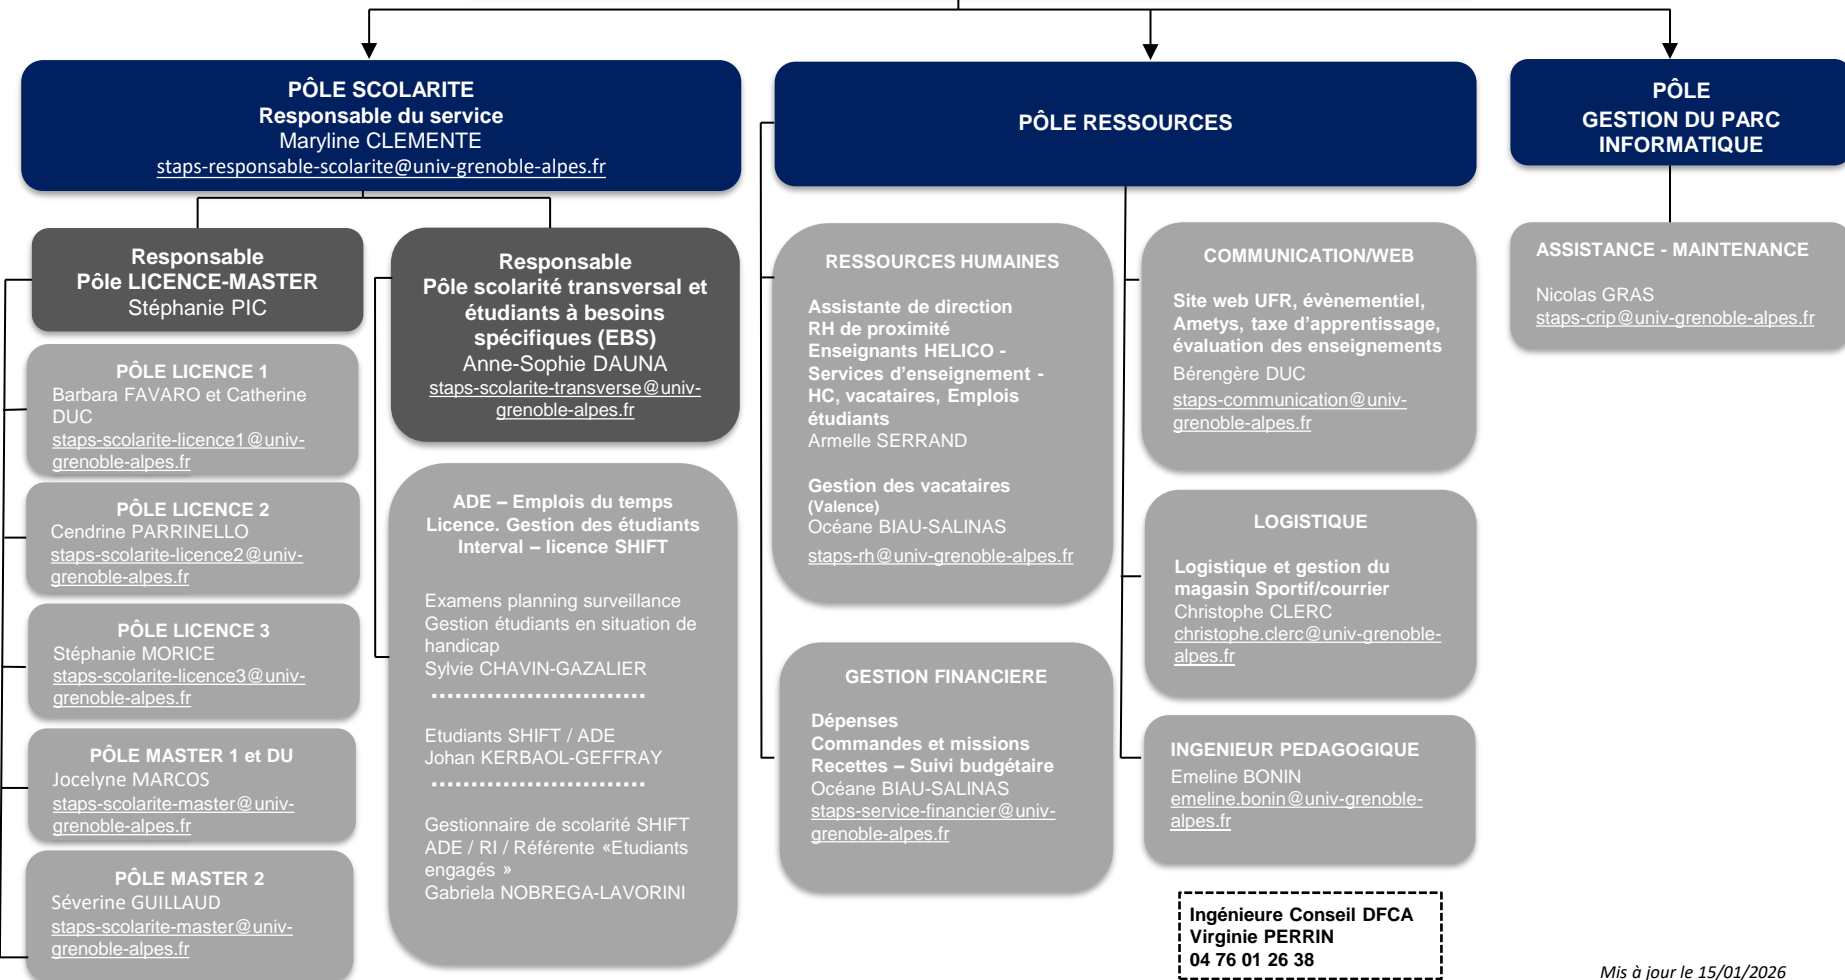 PÔLE SCOLARITE
Responsable du service
Maryline CLEMENTE
staps-responsable-scolarite@univ-grenoble-alpes.fr
PÔLE RESSOURCES
PÔLE
GESTION DU PARC
INFORMATIQUE
Responsable
Pôle LICENCE-MASTER
Stéphanie PIC
PÔLE LICENCE 1
Barbara FAVARO et Catherine
DUC
staps-scolarite-licence1@univ-
grenoble-alpes.fr
PÔLE LICENCE 2
Cendrine PARRINELLO
staps-scolarite-licence2@univ-
grenoble-alpes.fr
PÔLE LICENCE 3
Stéphanie MORICE
staps-scolarite-licence3@univ-
grenoble-alpes.fr
PÔLE MASTER 1 et DU
Jocelyne MARCOS
staps-scolarite-master@univ-
grenoble-alpes.fr
PÔLE MASTER 2
Séverine GUILLAUD
staps-scolarite-master@univ-
grenoble-alpes.fr
Responsable
Pôle scolarité transversal et
étudiants à besoins
spécifiques (EBS)
Anne-Sophie DAUNA
staps-scolarite-transverse@univ-
grenoble-alpes.fr
ADE – Emplois du temps
Licence. Gestion des étudiants
Interval – licence SHIFT
Examens planning surveillance
Gestion étudiants en situation de
handicap
Sylvie CHAVIN-GAZALIER
Etudiants SHIFT / ADE
Johan KERBAOL-GEFFRAY
Gestionnaire de scolarité SHIFT
ADE / RI / Référente «Etudiants
engagés »
Gabriela NOBREGA-LAVORINI
RESSOURCES HUMAINES
Assistante de direction
RH de proximité
Enseignants HELICO -
Services d’enseignement -
HC, vacataires, Emplois
étudiants
Armelle SERRAND
Gestion des vacataires
(Valence)
Océane BIAU-SALINAS
staps-rh@univ-grenoble-alpes.fr
GESTION FINANCIERE
Dépenses
Commandes et missions
Recettes – Suivi budgétaire
Océane BIAU-SALINAS
staps-service-financier@univ-
grenoble-alpes.fr
COMMUNICATION/WEB
Site web UFR, évènementiel,
Ametys, taxe d’apprentissage,
évaluation des enseignements
Bérengère DUC
staps-communication@univ-
grenoble-alpes.fr
LOGISTIQUE
Logistique et gestion du
magasin Sportif/courrier
Christophe CLERC
christophe.clerc@univ-grenoble-
alpes.fr
INGENIEUR PEDAGOGIQUE
Emeline BONIN
emeline.bonin@univ-grenoble-
alpes.fr
ASSISTANCE - MAINTENANCE
Nicolas GRAS
staps-crip@univ-grenoble-alpes.fr
Ingénieure Conseil DFCA
Virginie PERRIN
04 76 01 26 38
Mis à jour le 15/01/2026